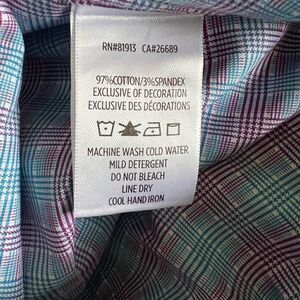 RN#81913 CA#26689
97%COTTON/3%SPANDEX
EXCLUSIVE OF DECORATION
EXCLUSIVE DES DÉCORATIONS
MACHINE WASH COLD WATER
MILD DETERGENT
DO NOT BLEACH
LINE DRY
COOL HAND IRON